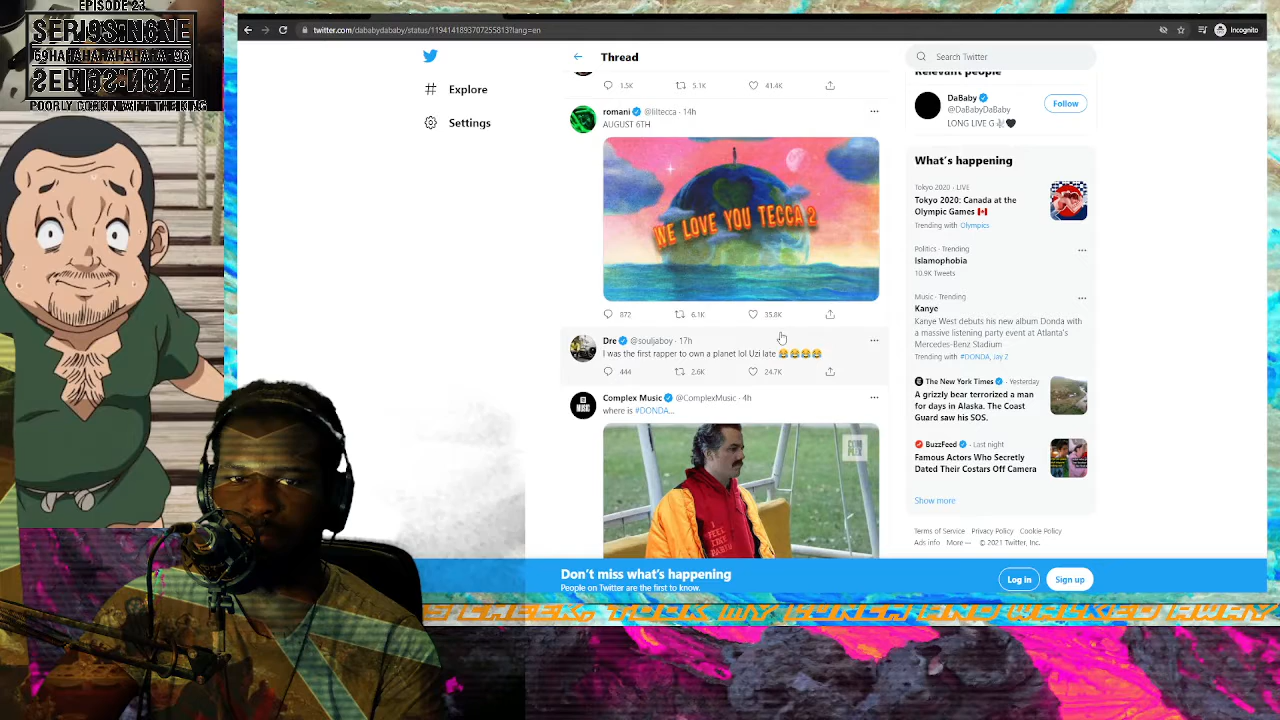 EPISODE 23
twitter.com/dababydababy/status/1194141893707255813?lang=en
Incognito
Explore
Settings
Thread
1.5K 5.1K 41.4K
romani @liltecca · 14h
AUGUST 6TH
WE LOVE YOU TECCA 2
872 6.1K 35.8K
Dre @souljaboy · 17h
I was the first rapper to own a planet lol Uzi late 😂😂😂😂
444 2.6K 24.7K
Complex Music @ComplexMusic · 4h
where is #DONDA...
Search Twitter
Relevant people
DaBaby
@DaBabyDaBaby
Follow
LONG LIVE G🕊🖤
What's happening
Tokyo 2020 · LIVE
Tokyo 2020: Canada at the
Olympic Games 🇨🇦
Trending with Olympics
Politics · Trending
Islamophobia
10.9K Tweets
Music · Trending
Kanye
Kanye West debuts his new album Donda with
a massive listening party event at Atlanta's
Mercedes-Benz Stadium
Trending with #DONDA, Jay Z
The New York Times · Yesterday
A grizzly bear terrorized a man
for days in Alaska. The Coast
Guard saw his SOS.
BuzzFeed · Last night
Famous Actors Who Secretly
Dated Their Costars Off Camera
Show more
Terms of Service Privacy Policy Cookie Policy
Ads info More ··· © 2021 Twitter, Inc.
Don't miss what's happening
People on Twitter are the first to know.
Log in
Sign up